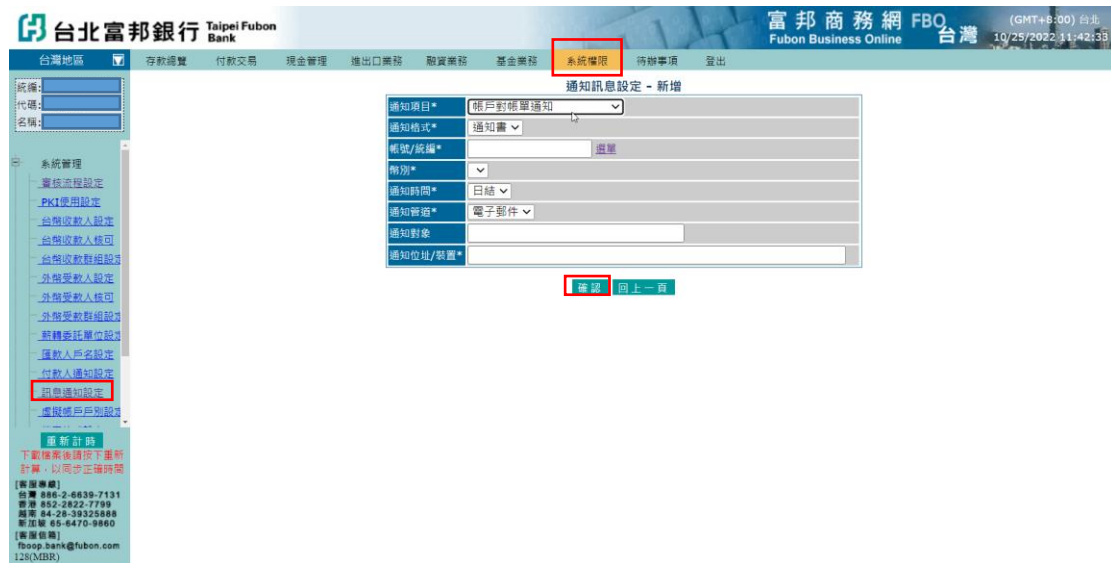 台北富邦銀行 Taipei Fubon Bank
富邦商務網 FBO台灣
Fubon Business Online
(GMT+8:00) 台北
10/25/2022 11:42:33
台灣地區
存款總覽 付款交易 現金管理 進出口業務 融資業務 基金業務 系統權限 待辦事項 登出
統編:
代碼:
名稱:
通知訊息設定 - 新增
通知項目* 帳戶對帳單通知
通知格式* 通知書
帳號/統編* 選單
幣別*
通知時間* 日結
通知管道* 電子郵件
通知對象
通知位址/裝置*
確認 回上一頁
系統管理
審核流程設定
PKI使用設定
台幣收款人設定
台幣收款人核可
台幣收款群組設定
外幣受款人設定
外幣受款人核可
外幣受款群組設定
薪轉委託單位設定
匯款人戶名設定
付款人通知設定
訊息通知設定
虛擬帳戶戶別設定
重新計時
下載檔案後請按下重新
計算，以同步正確時間
[客服專線]
台灣 886-2-6639-7131
香港 852-2822-7799
越南 84-28-39325888
新加坡 65-6470-9860
[客服信箱]
fboop.bank@fubon.com
128(MBR)